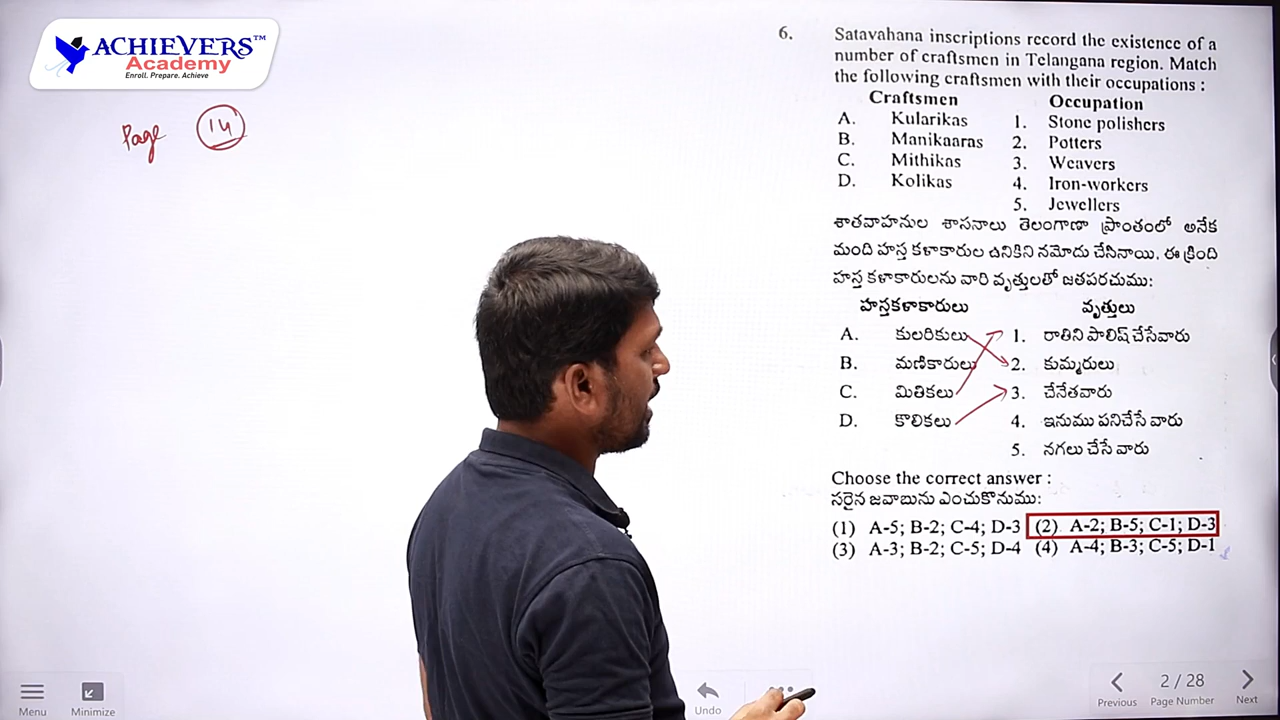 ACHIEVERS™
Academy
Enroll. Prepare. Achieve
Page 14
6. Satavahana inscriptions record the existence of a
number of craftsmen in Telangana region. Match
the following craftsmen with their occupations :
Craftsmen Occupation
A. Kularikas 1. Stone polishers
B. Manikaaras 2. Potters
C. Mithikas 3. Weavers
D. Kolikas 4. Iron-workers
5. Jewellers
శాతవాహనుల శాసనాలు తెలంగాణా ప్రాంతంలో అనేక
మంది హస్త కళాకారుల ఉనికిని నమోదు చేసినాయి. ఈ క్రింది
హస్త కళాకారులను వారి వృత్తులతో జతపరచుము:
హస్తకళాకారులు వృత్తులు
A. కులరికులు 1. రాతిని పాలిష్ చేసేవారు
B. మణికారులు 2. కుమ్మరులు
C. మితికలు 3. చేనేతవారు
D. కొలికలు 4. ఇనుము పనిచేసే వారు
5. నగలు చేసే వారు
Choose the correct answer :
సరైన జవాబును ఎంచుకొనుము:
(1) A-5; B-2; C-4; D-3 (2) A-2; B-5; C-1; D-3
(3) A-3; B-2; C-5; D-4 (4) A-4; B-3; C-5; D-1
Menu Minimize Undo Previous 2 / 28 Page Number Next